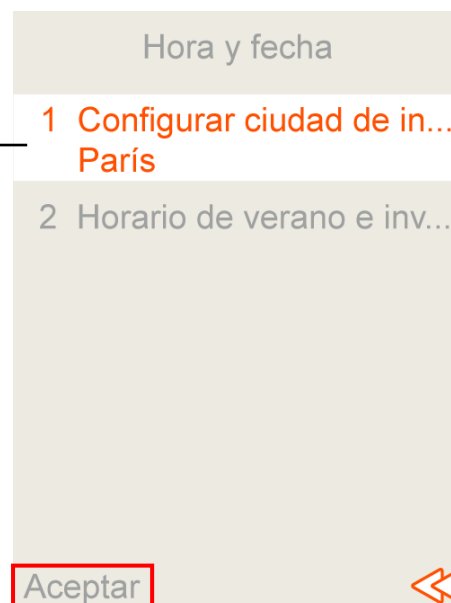 Hora y fecha
1 Configurar ciudad de in...
París
2 Horario de verano e inv...
Aceptar